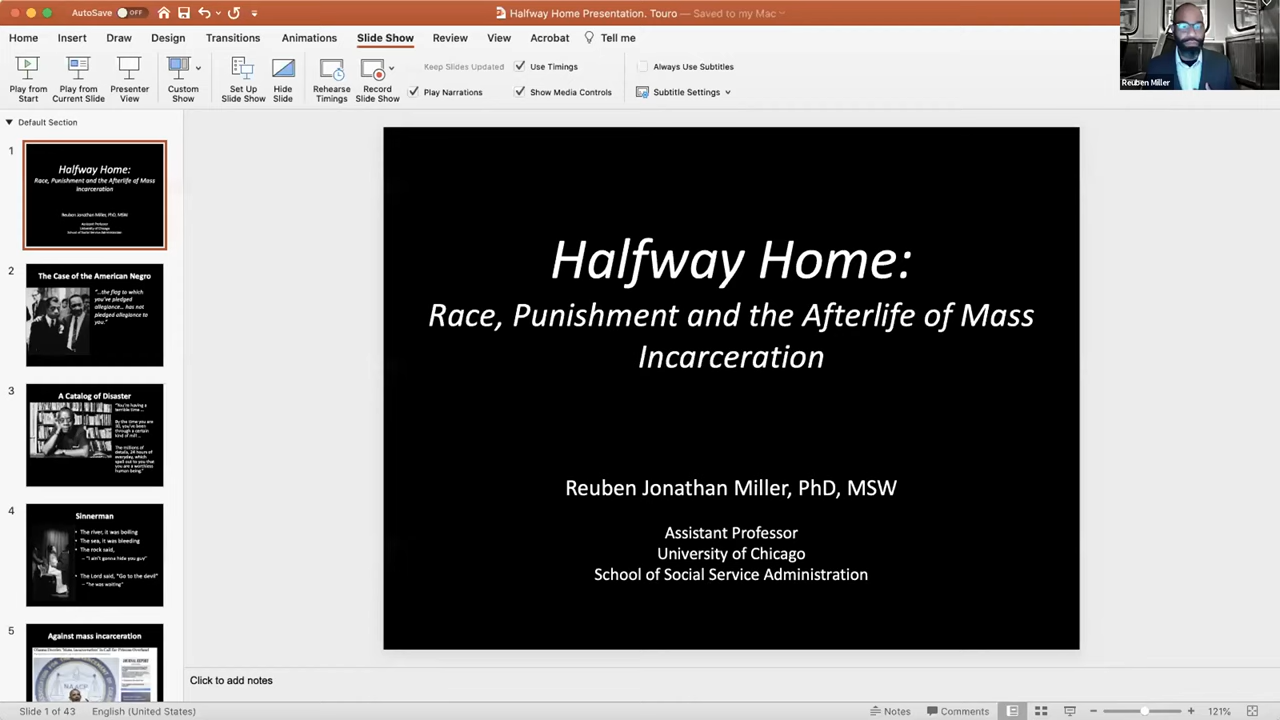 AutoSave OFF
Halfway Home Presentation. Touro — Saved to my Mac
Home Insert Draw Design Transitions Animations Slide Show Review View Acrobat Tell me
Play from Start
Play from Current Slide
Presenter View
Custom Show
Set Up Slide Show
Hide Slide
Rehearse Timings
Record Slide Show
Keep Slides Updated
Use Timings
Play Narrations
Show Media Controls
Always Use Subtitles
Subtitle Settings
Reuben Miller
Default Section
1
Halfway Home:
Race, Punishment and the Afterlife of Mass
Incarceration
Reuben Jonathan Miller, PhD, MSW
Assistant Professor
University of Chicago
School of Social Service Administration
2
The Case of the American Negro
"...the flag to which
you've pledged
allegiance... has not
pledged allegiance to
you."
3
A Catalog of Disaster
"You're having a
terrible time ...
By the time you are
30, you've been
through a certain
kind of mill ...
The millions of
details, 24 hours of
everyday, which
spell out to you that
you are a worthless
human being"
4
Sinnerman
• The river, it was boiling
• The sea, it was bleeding
• The rock said,
– "I ain't gonna hide you guy"
• The Lord said, "Go to the devil"
– "he was waiting"
5
Against mass incarceration
Halfway Home:
Race, Punishment and the Afterlife of Mass
Incarceration
Reuben Jonathan Miller, PhD, MSW
Assistant Professor
University of Chicago
School of Social Service Administration
Click to add notes
Slide 1 of 43 English (United States) Notes Comments 121%